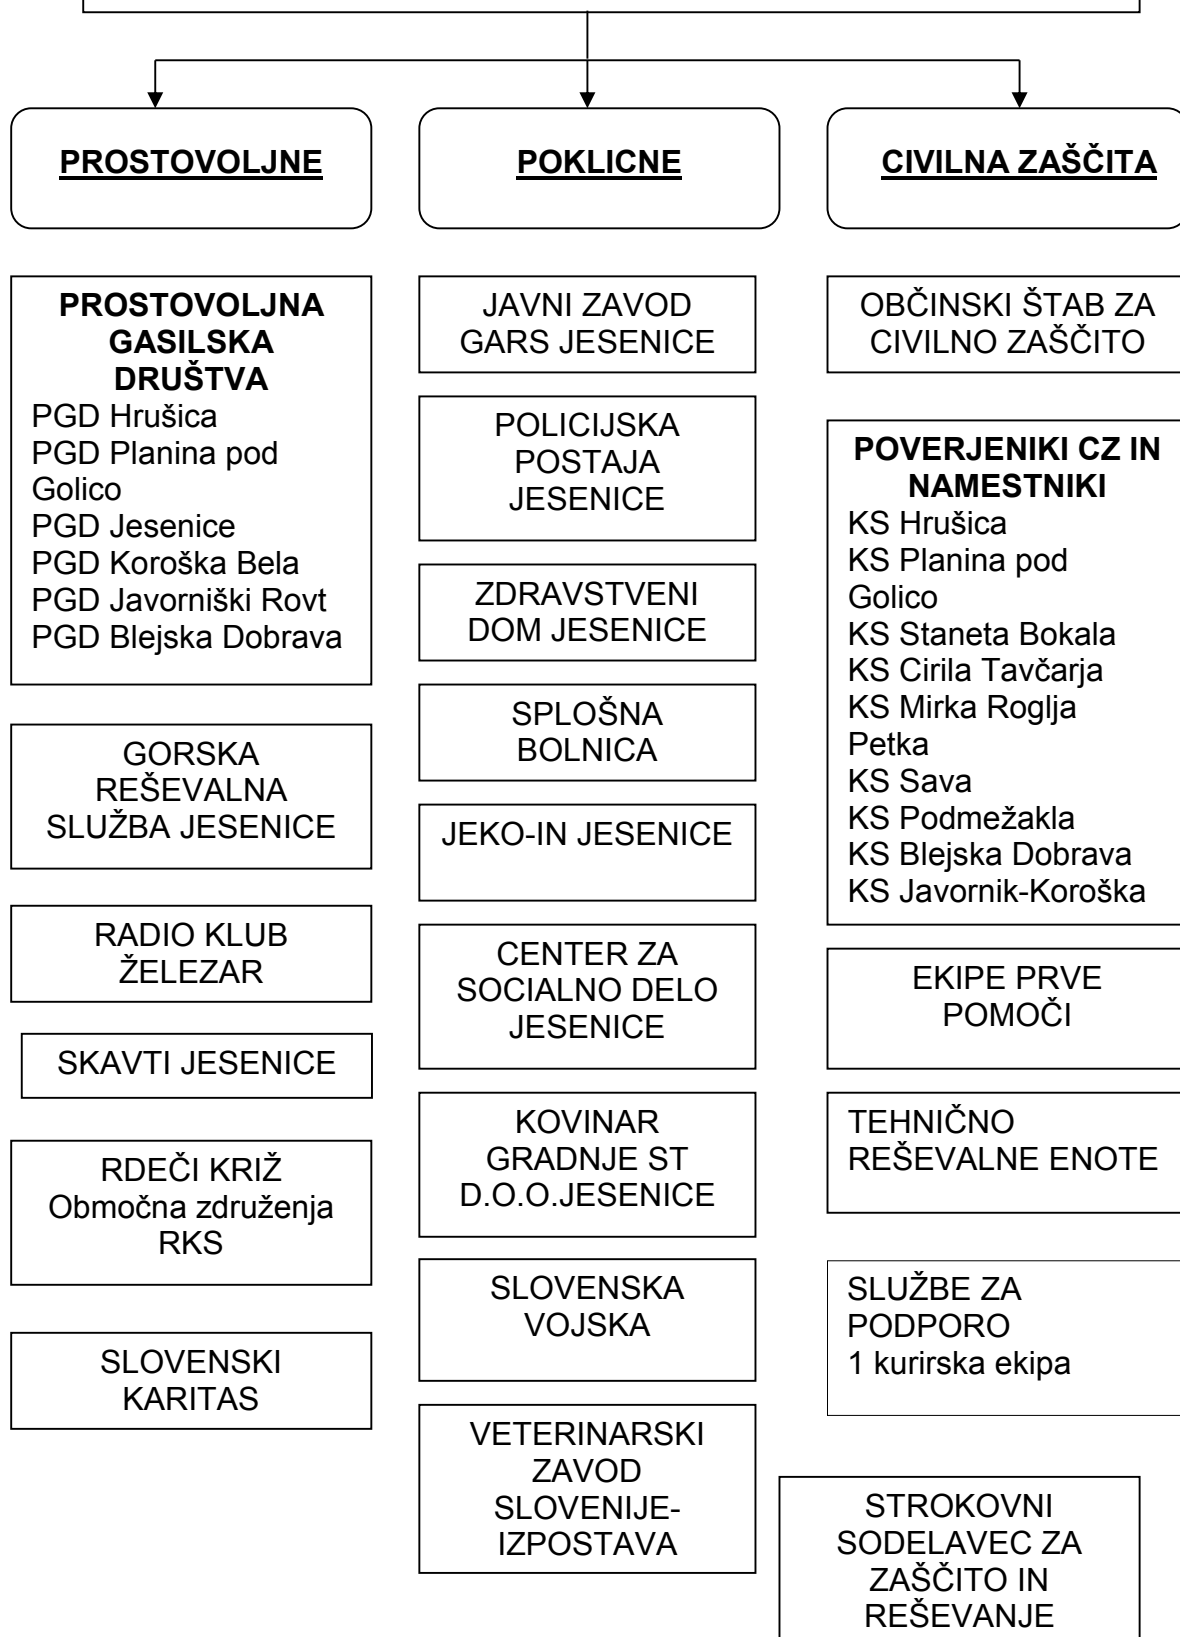 PROSTOVOLJNE
PROSTOVOLJNA
GASILSKA
DRUŠTVA
PGD Hrušica
PGD Planina pod
Golico
PGD Jesenice
PGD Koroška Bela
PGD Javorniški Rovt
PGD Blejska Dobrava
GORSKA
REŠEVALNA
SLUŽBA JESENICE
RADIO KLUB
ŽELEZAR
SKAVTI JESENICE
RDEČI KRIŽ
Območna združenja
RKS
SLOVENSKI
KARITAS
POKLICNE
JAVNI ZAVOD
GARS JESENICE
POLICIJSKA
POSTAJA
JESENICE
ZDRAVSTVENI
DOM JESENICE
SPLOŠNA
BOLNICA
JEKO-IN JESENICE
CENTER ZA
SOCIALNO DELO
JESENICE
KOVINAR
GRADNJE ST
D.O.O.JESENICE
SLOVENSKA
VOJSKA
VETERINARSKI
ZAVOD
SLOVENIJE-
IZPOSTAVA
CIVILNA ZAŠČITA
OBČINSKI ŠTAB ZA
CIVILNO ZAŠČITO
POVERJENIKI CZ IN
NAMESTNIKI
KS Hrušica
KS Planina pod
Golico
KS Staneta Bokala
KS Cirila Tavčarja
KS Mirka Roglja
Petka
KS Sava
KS Podmežakla
KS Blejska Dobrava
KS Javornik-Koroška
EKIPE PRVE
POMOČI
TEHNIČNO
REŠEVALNE ENOTE
SLUŽBE ZA
PODPORO
1 kurirska ekipa
STROKOVNI
SODELAVEC ZA
ZAŠČITO IN
REŠEVANJE